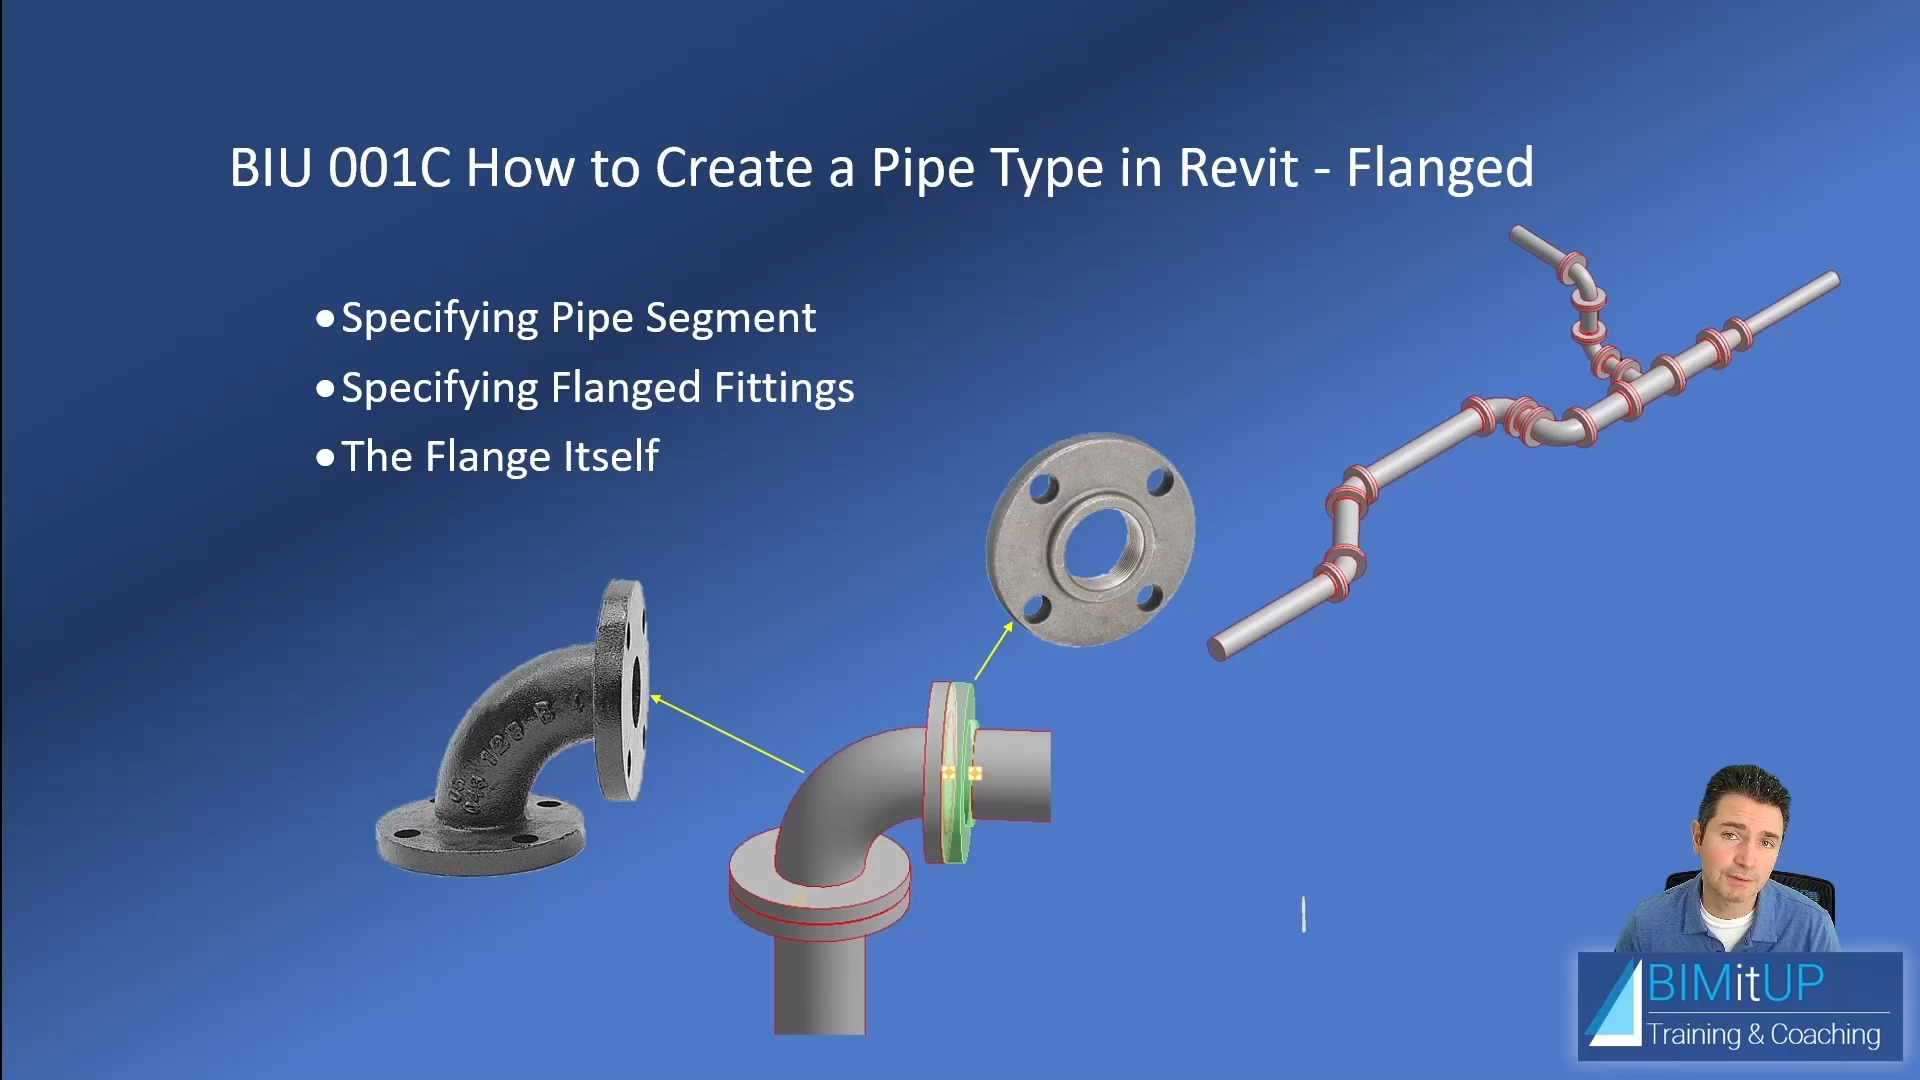 BIU 001C How to Create a Pipe Type in Revit - Flanged
•Specifying Pipe Segment
•Specifying Flanged Fittings
•The Flange Itself
125
BIMitUP
Training & Coaching